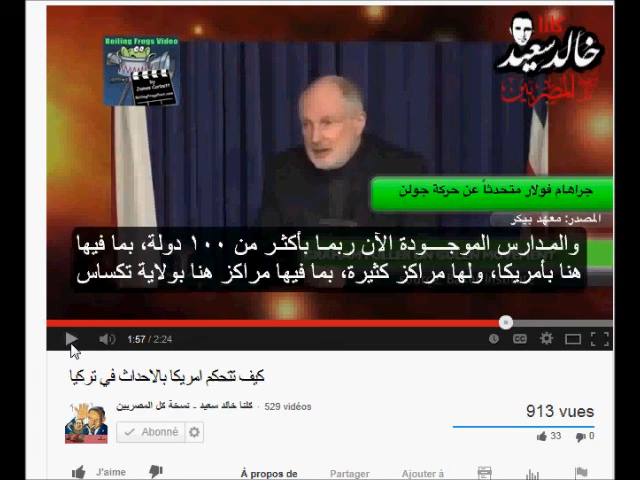 Boiling Frogs Video
by
James Corbett
BoilingFrogsPost.com
كلنا
خالد سعيد
كل المصريين
جراهام فولار متحدثاً عن حركة جولن
المصدر: معهد بيكر
والمدارس الموجودة الآن ربما بأكثر من ١٠٠ دولة، بما فيها
هنا بأمريكا، ولها مراكز كثيرة، بما فيها مراكز هنا بولاية تكساس
1:57 / 2:24
كيف تتحكم امريكا بالاحداث في تركيا
كلنا خالد سعيد - نسخة كل المصريين · 529 vidéos
Abonné
913 vues
33 0
J'aime
À propos de Partager Ajouter à